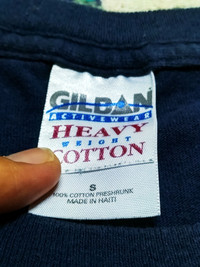 GILDAN
ACTIVEWEAR
HEAVY
WEIGHT
COTTON
S
100% COTTON PRESHRUNK
MADE IN HAITI